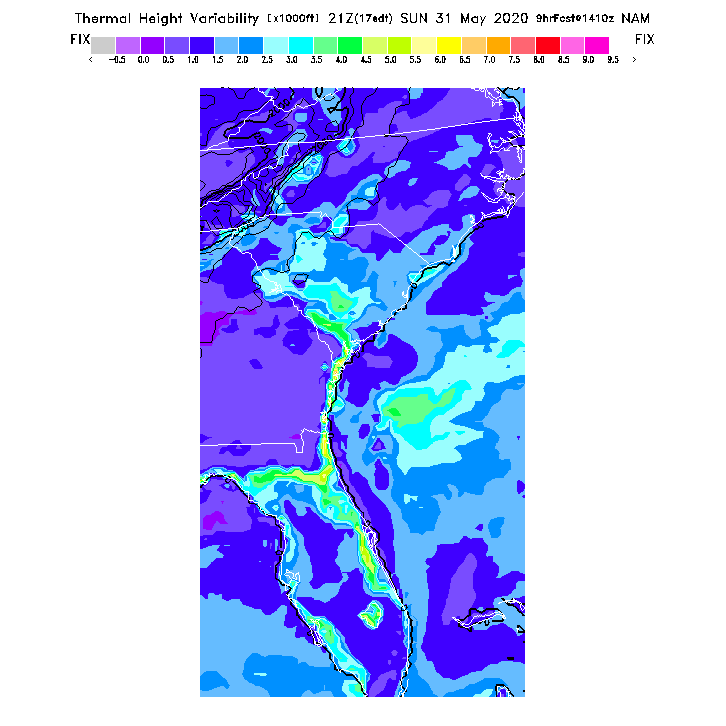 Thermal Height Variability [x1000ft] 21Z(17edt) SUN 31 May 2020 9hrFcst@1410z NAM
FIX FIX
< -0.5 0.0 0.5 1.0 1.5 2.0 2.5 3.0 3.5 4.0 4.5 5.0 5.5 6.0 6.5 7.0 7.5 8.0 8.5 9.0 9.5 >